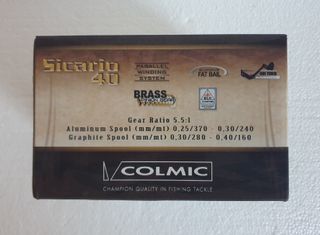 Sicario
40
PARALLEL
WINDING
SYSTEM
FAT BAIL
BRASS
PINION GEAR
Gear Ratio 5.5:1
Aluminum Spool (mm/mt) 0,25/370 - 0,30/240
Graphite Spool (mm/mt) 0,30/280 - 0,40/160
COLMIC
CHAMPION QUALITY IN FISHING TACKLE